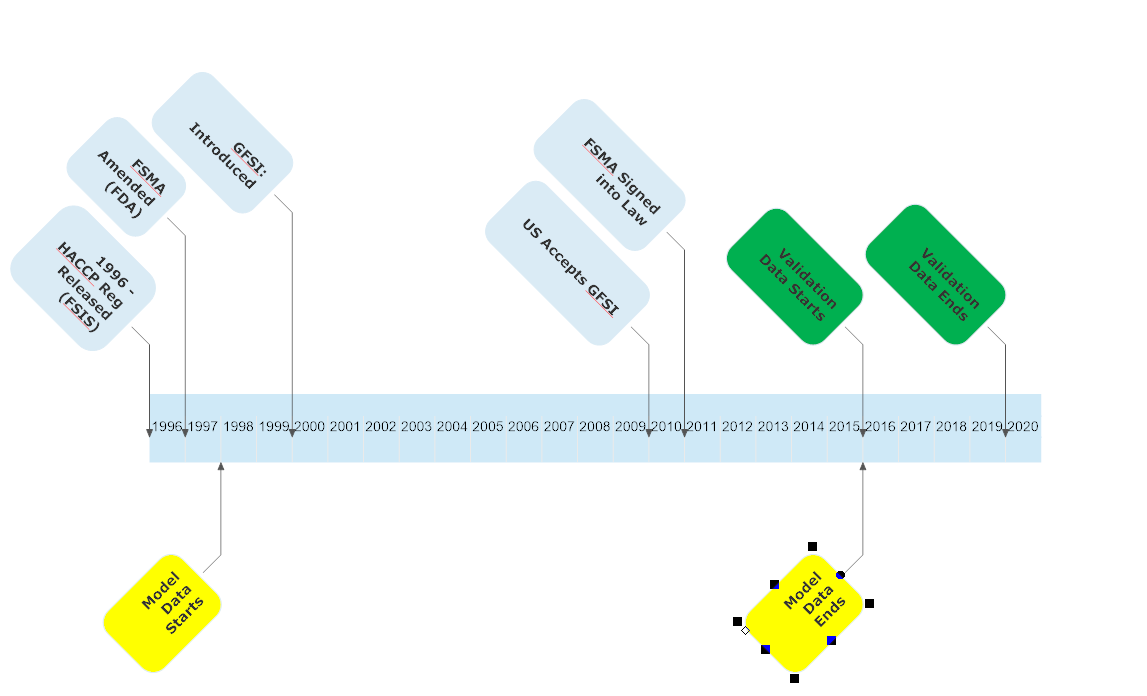 GFSI:
Introduced
FSMA
Amended
(FDA)
1996 -
HACCP Reg
Released
(FSIS)
FSMA Signed
into Law
US Accepts GFSI
Validation
Data Starts
Validation
Data Ends
1996 1997 1998 1999 2000 2001 2002 2003 2004 2005 2006 2007 2008 2009 2010 2011 2012 2013 2014 2015 2016 2017 2018 2019 2020
Model
Data
Starts
Model
Data
Ends